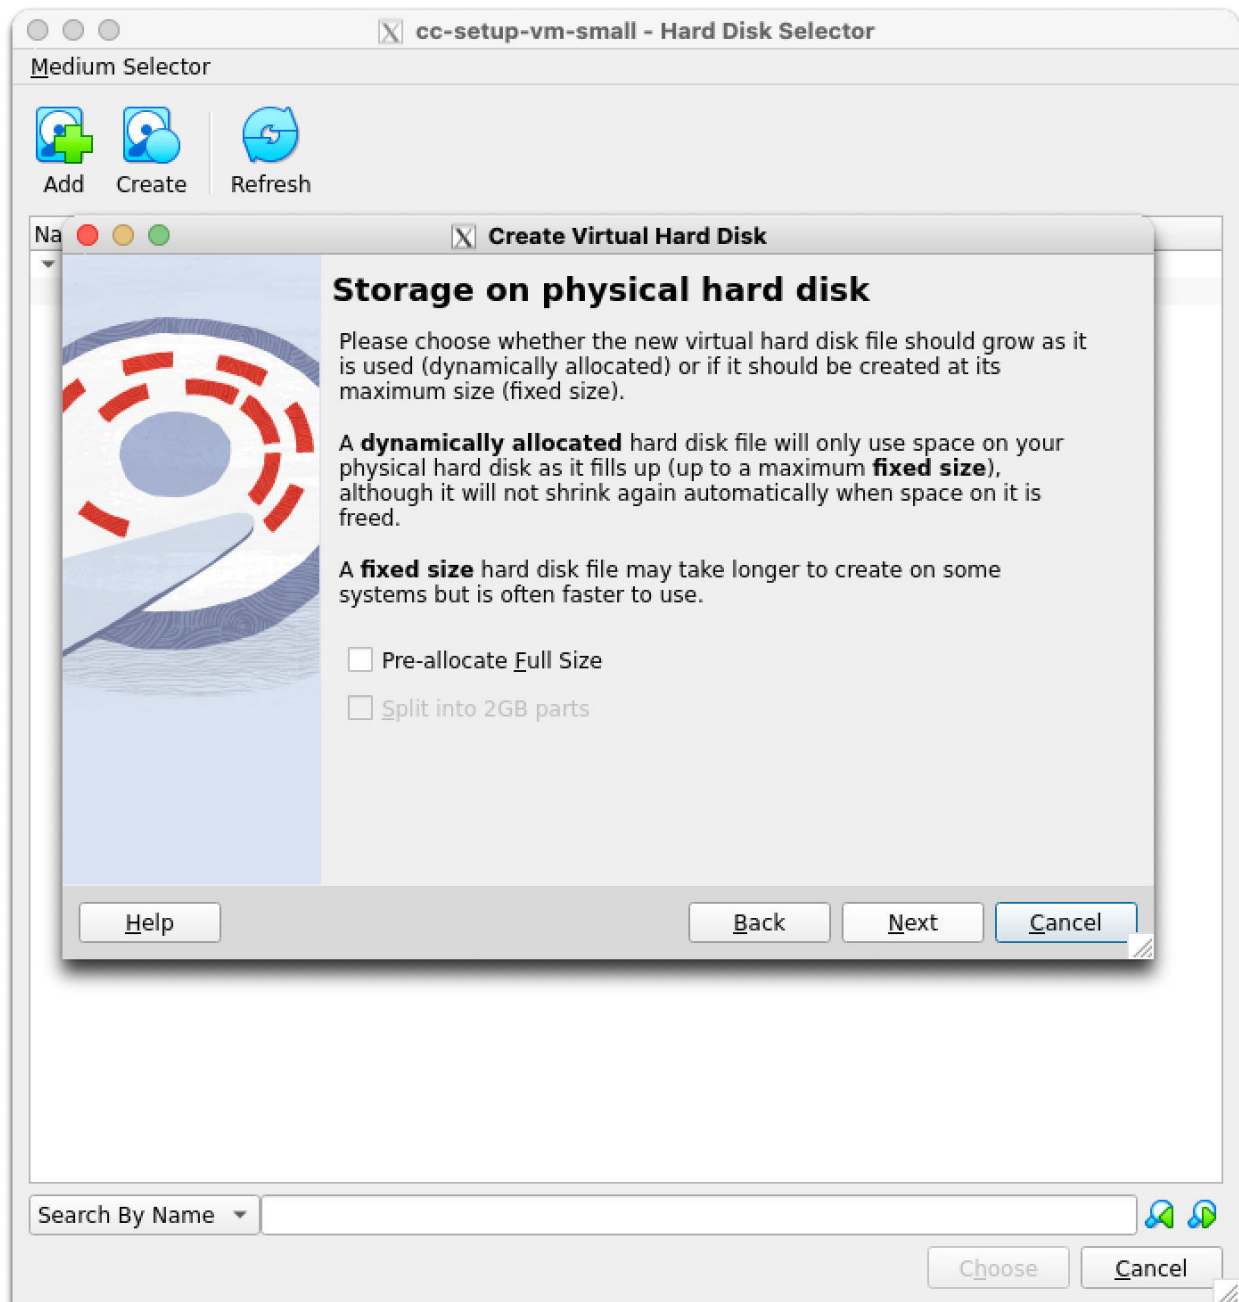 cc-setup-vm-small - Hard Disk Selector
Medium Selector
Add Create Refresh
Create Virtual Hard Disk
Storage on physical hard disk
Please choose whether the new virtual hard disk file should grow as it
is used (dynamically allocated) or if it should be created at its
maximum size (fixed size).
A dynamically allocated hard disk file will only use space on your
physical hard disk as it fills up (up to a maximum fixed size),
although it will not shrink again automatically when space on it is
freed.
A fixed size hard disk file may take longer to create on some
systems but is often faster to use.
Pre-allocate Full Size
Split into 2GB parts
Help Back Next Cancel
Search By Name
Choose Cancel